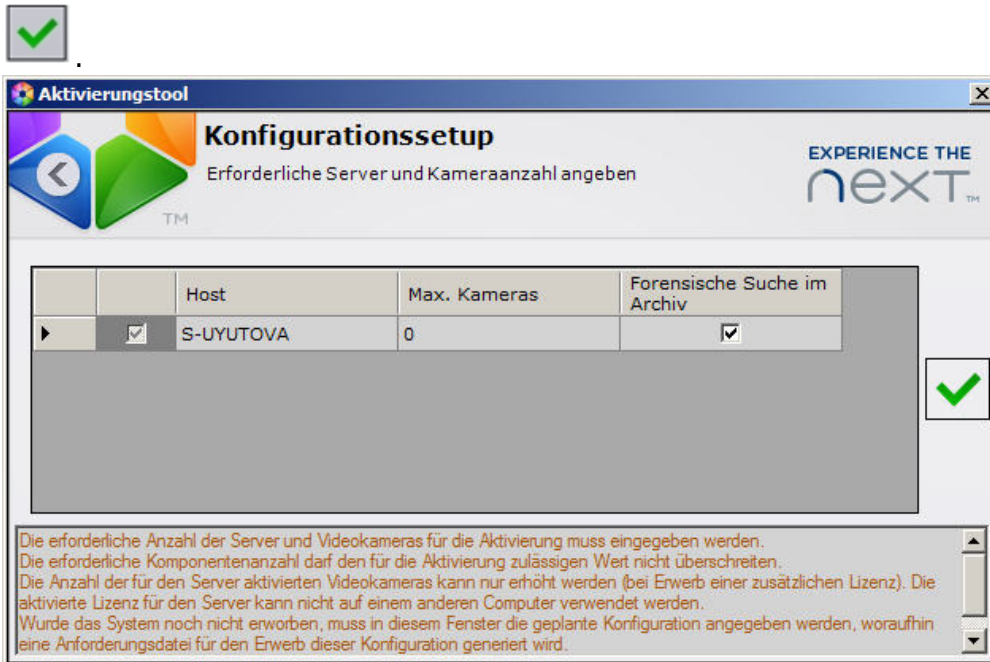 .
Aktivierungstool
Konfigurationssetup
Erforderliche Server und Kameraanzahl angeben
TM
EXPERIENCE THE
next™
Host Max. Kameras Forensische Suche im
Archiv
S-UYUTOVA 0
Die erforderliche Anzahl der Server und Videokameras für die Aktivierung muss eingegeben werden.
Die erforderliche Komponentenanzahl darf den für die Aktivierung zulässigen Wert nicht überschreiten.
Die Anzahl der für den Server aktivierten Videokameras kann nur erhöht werden (bei Erwerb einer zusätzlichen Lizenz). Die
aktivierte Lizenz für den Server kann nicht auf einem anderen Computer verwendet werden.
Wurde das System noch nicht erworben, muss in diesem Fenster die geplante Konfiguration angegeben werden, woraufhin
eine Anforderungsdatei für den Erwerb dieser Konfiguration generiert wird.